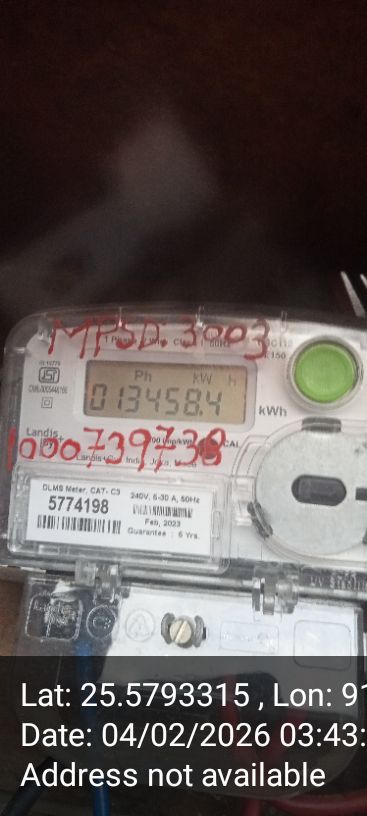 MPSD 3003
Ph kW h
013458.4
kWh
Landis
1000739738
DLMS Meter, CAT- C3
5774198
240V, 5-30 A, 50Hz
Feb, 2023
Guarantee : 5 Yrs.
Lat: 25.5793315 , Lon: 91
Date: 04/02/2026 03:43:
Address not available